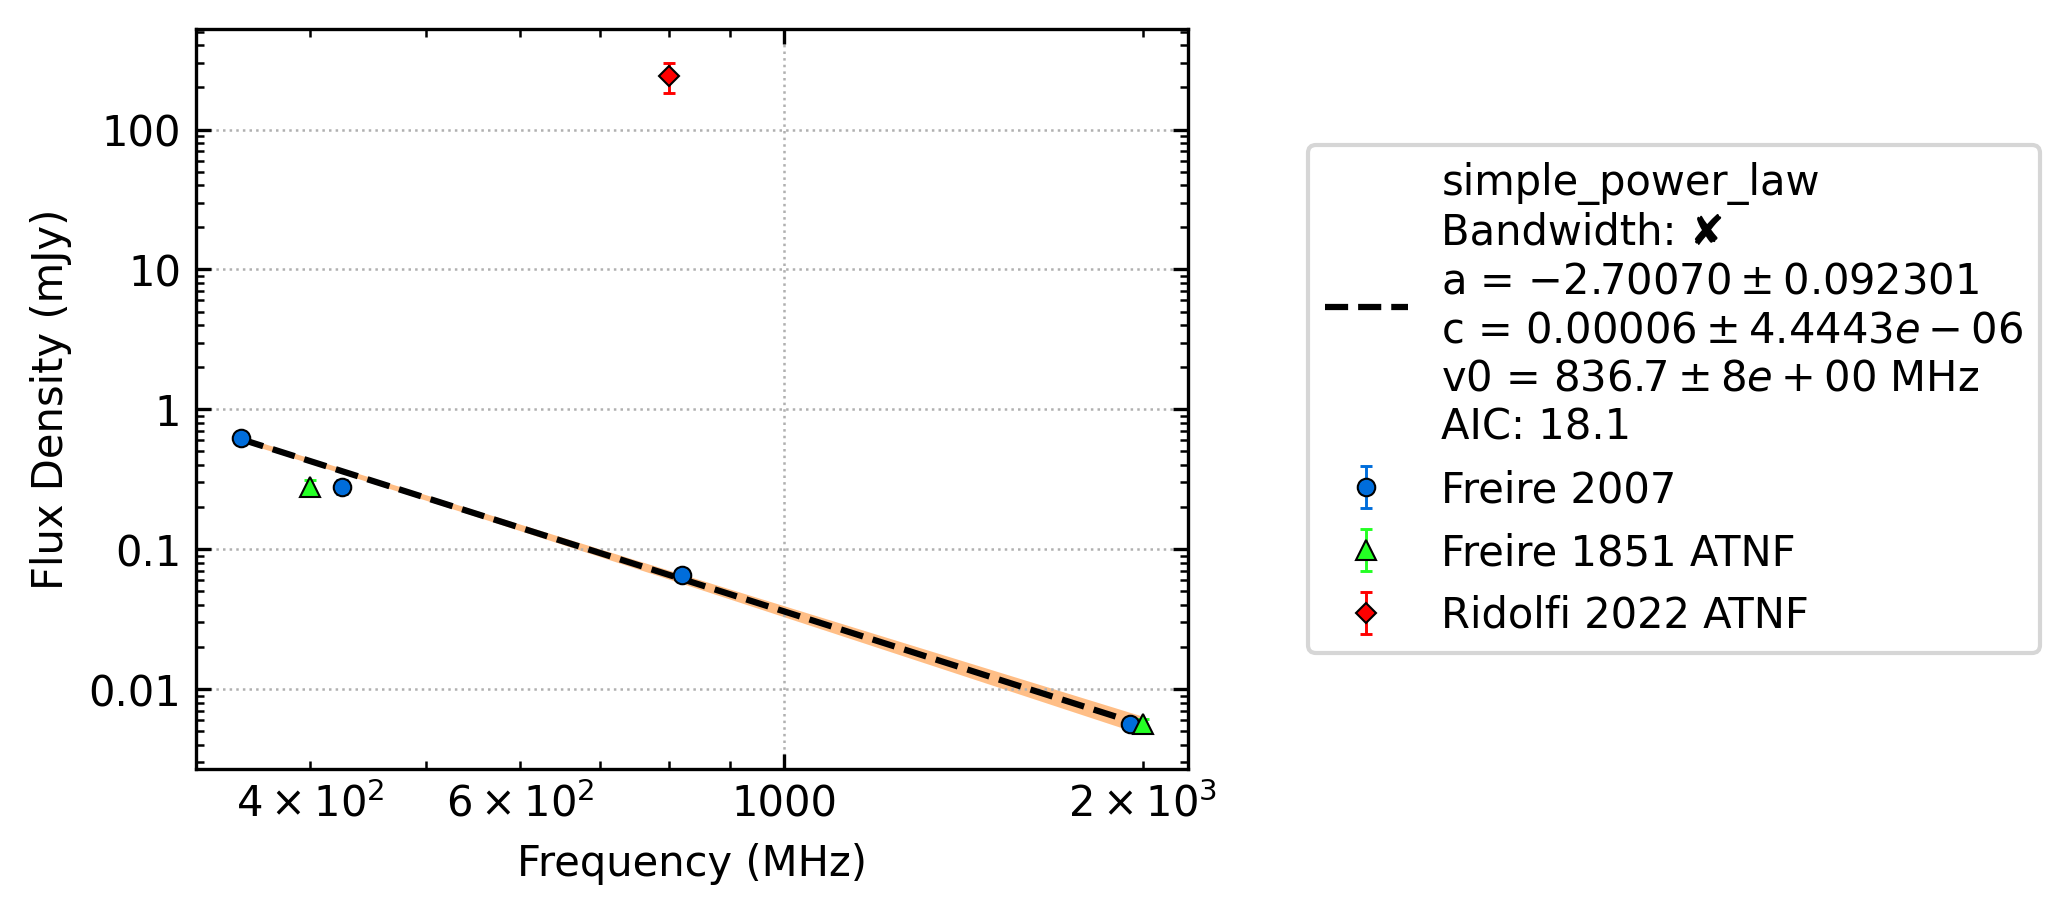 100
10
1
0.1
0.01
Flux Density (mJy)
4 × 10²
6 × 10²
1000
2 × 10³
Frequency (MHz)
simple_power_law
Bandwidth: ✘
a = −2.70070 ± 0.092301
c = 0.00006 ± 4.4443e − 06
v0 = 836.7 ± 8e + 00 MHz
AIC: 18.1
Freire 2007
Freire 1851 ATNF
Ridolfi 2022 ATNF